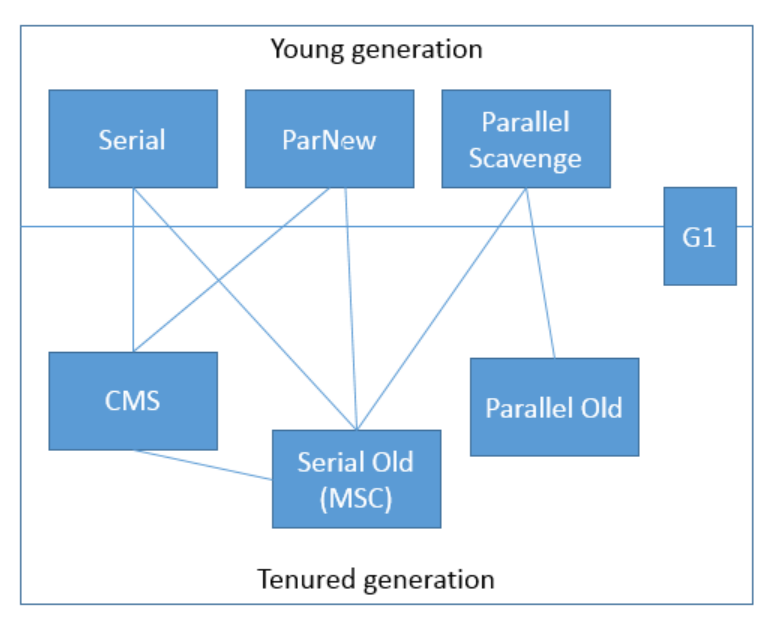 Young generation
Serial
ParNew
Parallel
Scavenge
G1
CMS
Parallel Old
Serial Old
(MSC)
Tenured generation